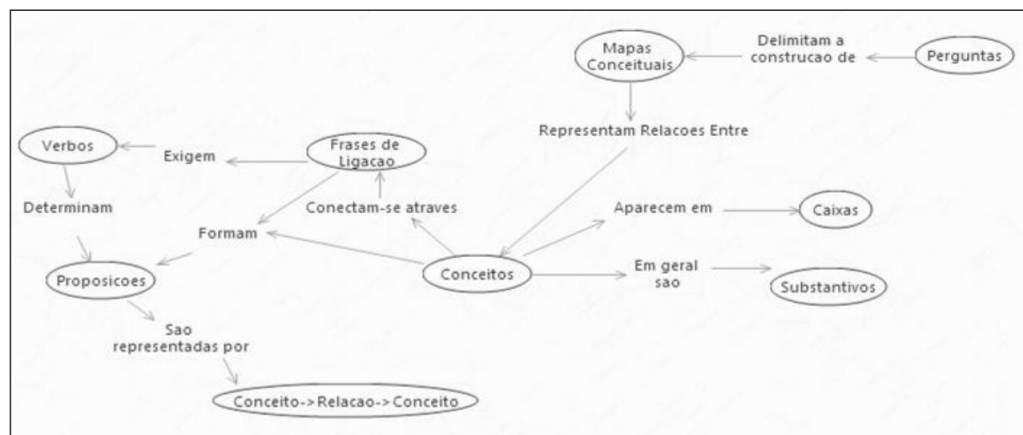 Mapas
Conceituais
Delimitam a
construcao de
Perguntas
Representam Relacoes Entre
Verbos
Exigem
Frases de
Ligacao
Determinam
Conectam-se atraves
Aparecem em
Caixas
Formam
Proposicoes
Conceitos
Em geral
sao
Substantivos
Sao
representadas por
Conceito->Relacao->Conceito